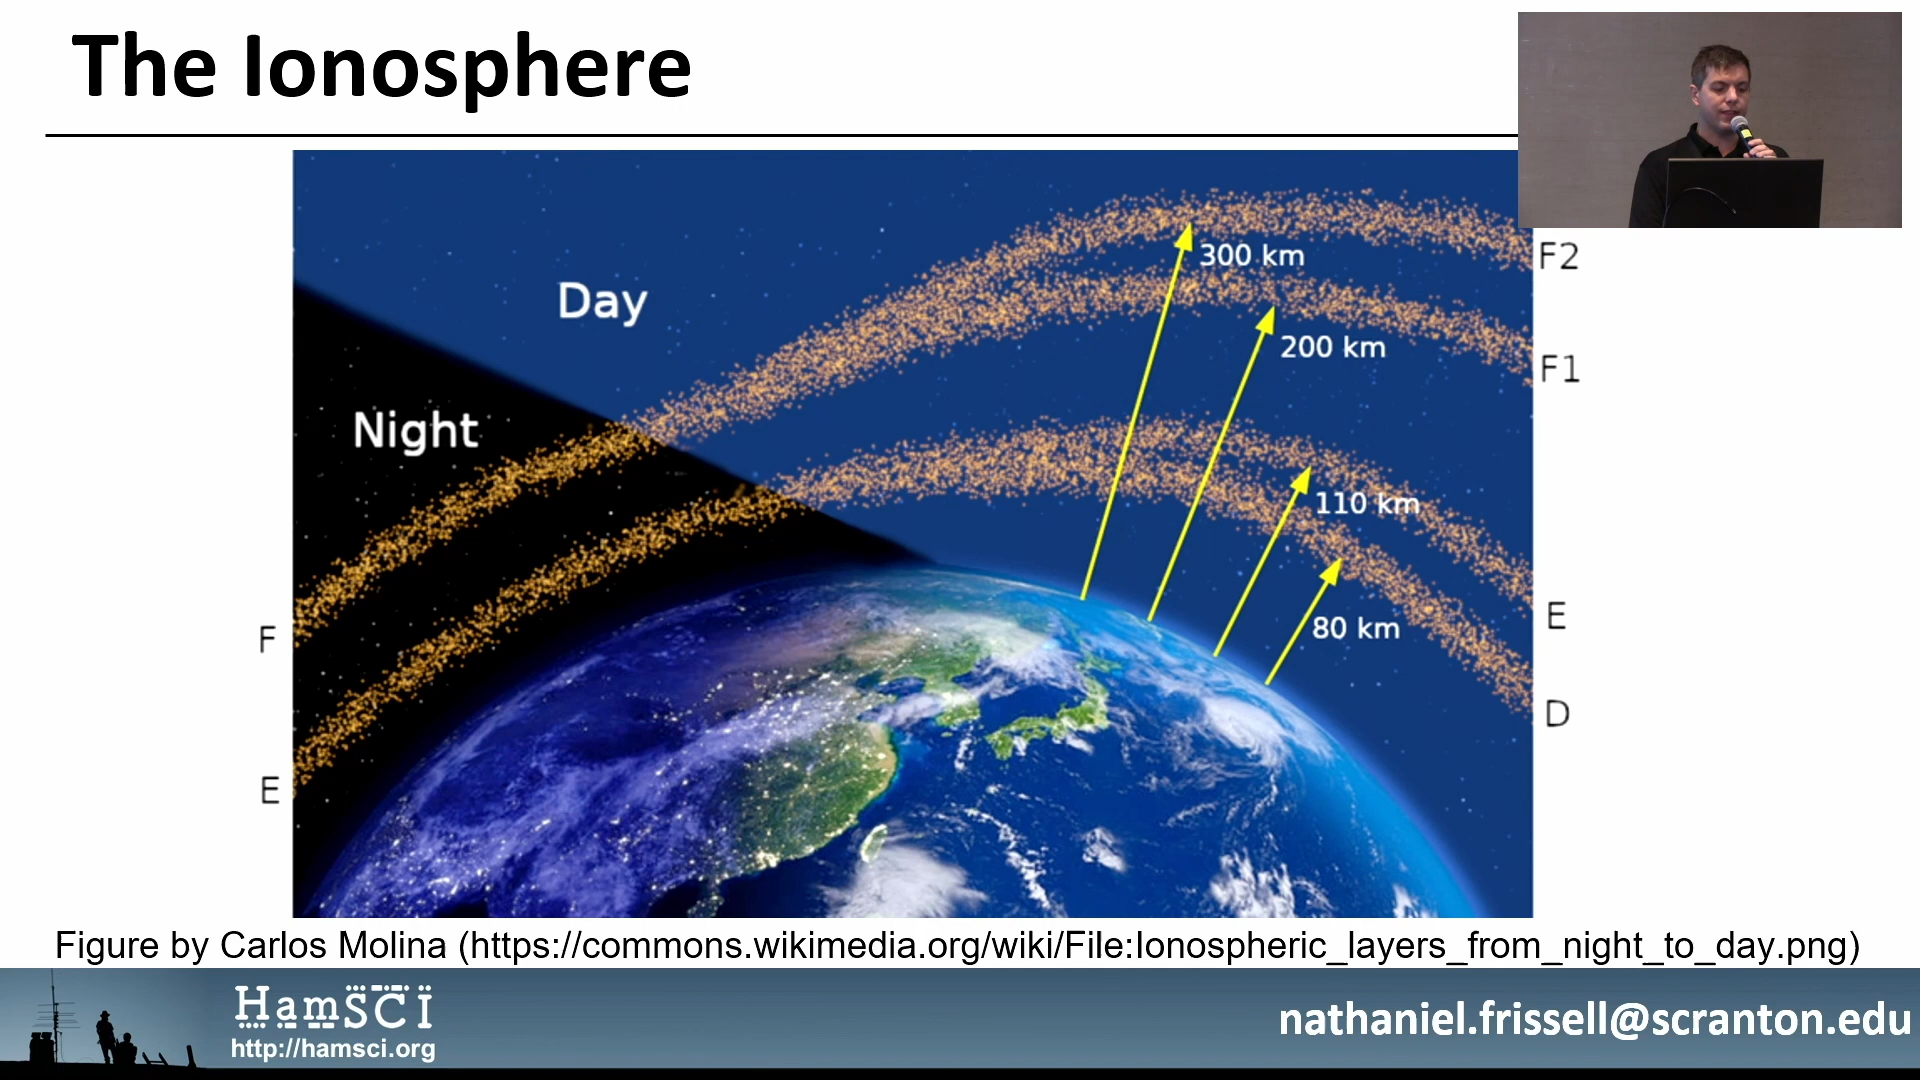 The Ionosphere
Day
Night
300 km
200 km
110 km
80 km
F2
F1
E
D
F
E
Figure by Carlos Molina (https://commons.wikimedia.org/wiki/File:Ionospheric_layers_from_night_to_day.png)
HamSCI
http://hamsci.org
nathaniel.frissell@scranton.edu